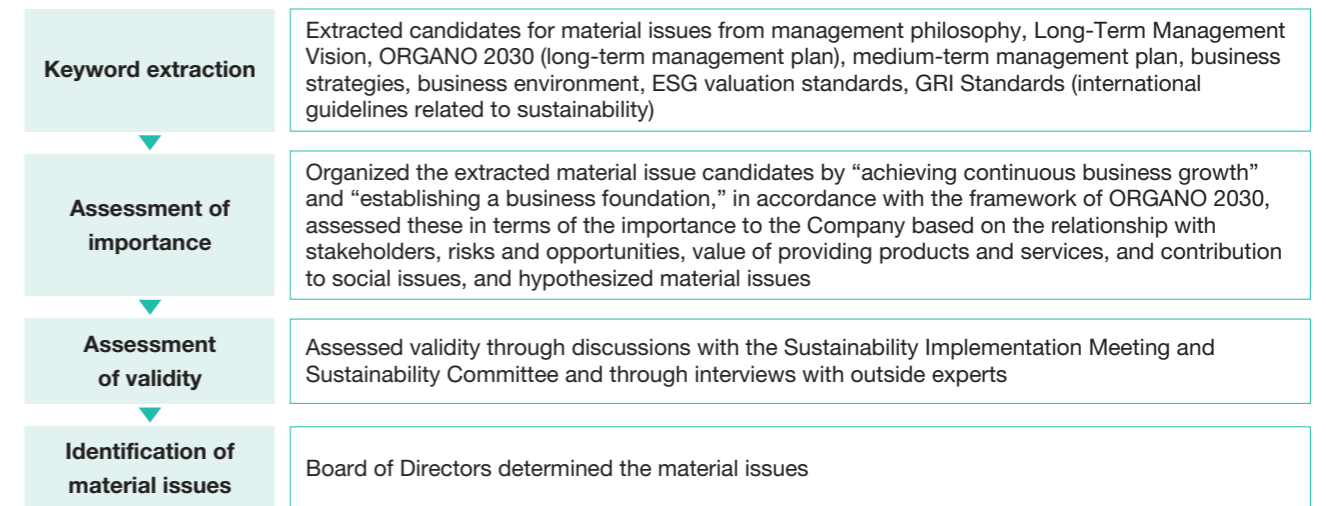 Keyword extraction
Extracted candidates for material issues from management philosophy, Long-Term Management
Vision, ORGANO 2030 (long-term management plan), medium-term management plan, business
strategies, business environment, ESG valuation standards, GRI Standards (international
guidelines related to sustainability)
Assessment of
importance
Organized the extracted material issue candidates by “achieving continuous business growth”
and “establishing a business foundation,” in accordance with the framework of ORGANO 2030,
assessed these in terms of the importance to the Company based on the relationship with
stakeholders, risks and opportunities, value of providing products and services, and contribution
to social issues, and hypothesized material issues
Assessment
of validity
Assessed validity through discussions with the Sustainability Implementation Meeting and
Sustainability Committee and through interviews with outside experts
Identification of
material issues
Board of Directors determined the material issues